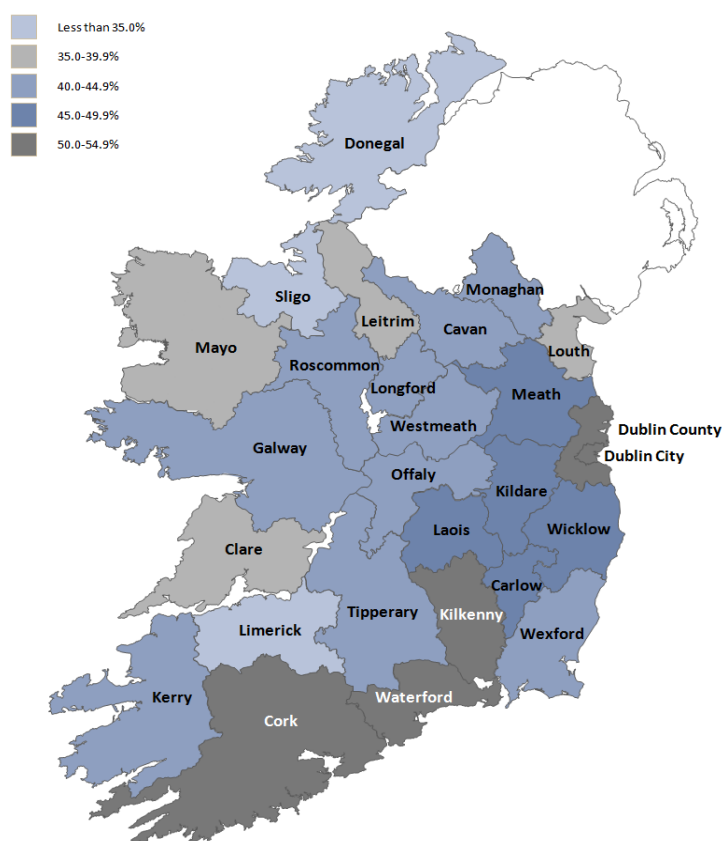 Less than 35.0%
35.0-39.9%
40.0-44.9%
45.0-49.9%
50.0-54.9%
Donegal
Sligo
Monaghan
Leitrim
Cavan
Mayo
Louth
Roscommon
Longford
Meath
Westmeath
Dublin County
Galway
Dublin City
Offaly
Kildare
Laois
Wicklow
Clare
Carlow
Tipperary
Kilkenny
Limerick
Wexford
Kerry
Waterford
Cork